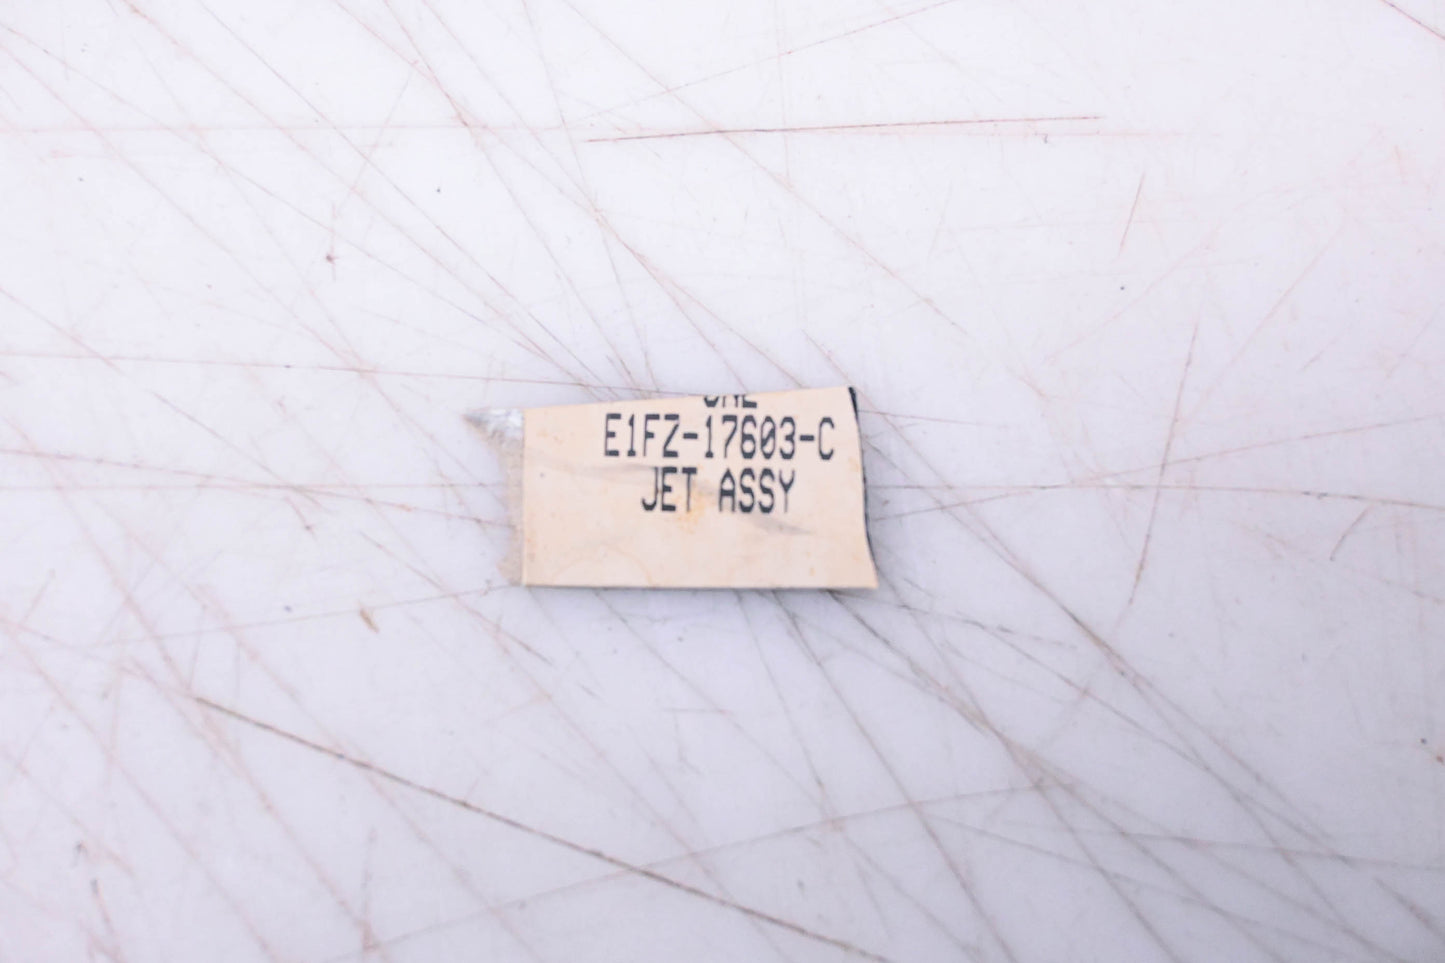 E1FZ-17603-C
JET ASSY